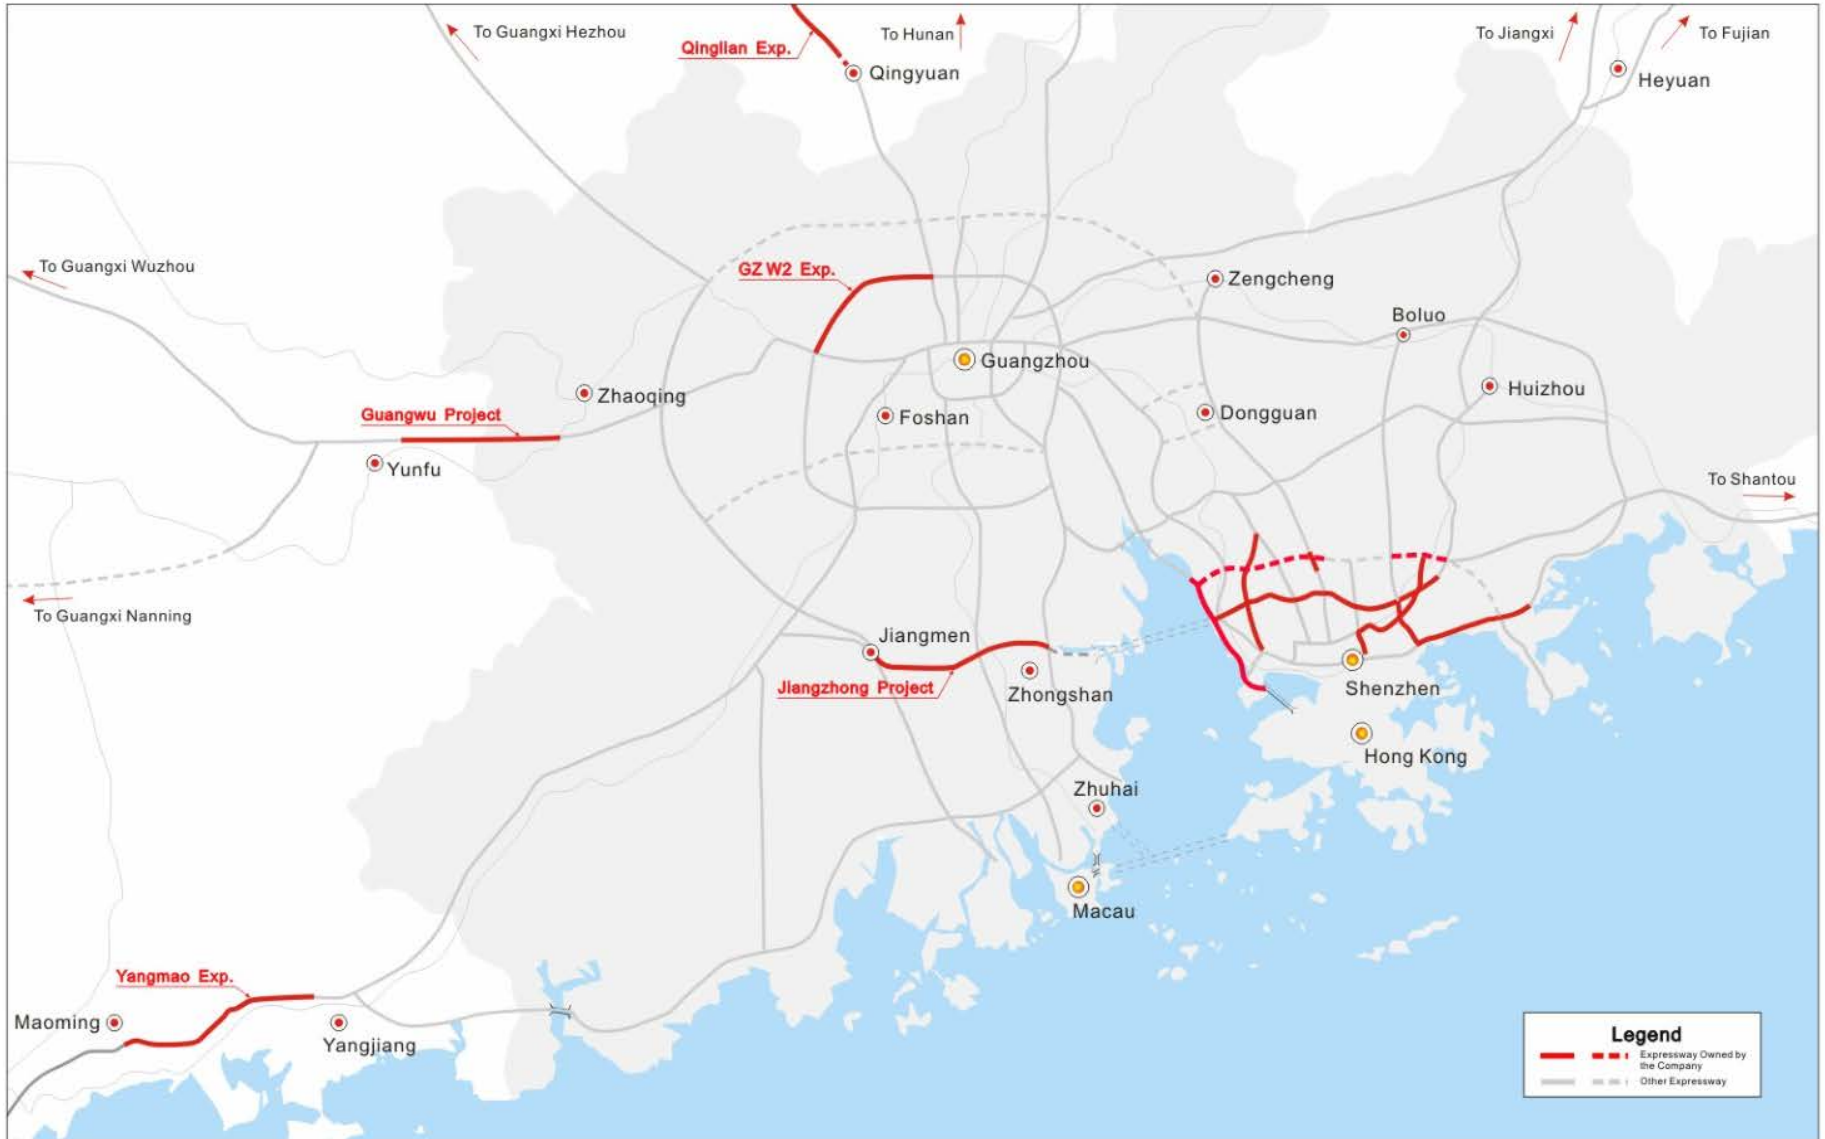 To Guangxi Hezhou
Qinglian Exp.
To Hunan
To Jiangxi
To Fujian
Qingyuan
Heyuan
To Guangxi Wuzhou
GZ W2 Exp.
Zengcheng
Boluo
Guangzhou
Zhaoqing
Huizhou
Guangwu Project
Foshan
Dongguan
Yunfu
To Shantou
To Guangxi Nanning
Jiangmen
Jiangzhong Project
Zhongshan
Shenzhen
Hong Kong
Zhuhai
Macau
Yangmao Exp.
Maoming
Yangjiang
Legend
Expressway Owned by
the Company
Other Expressway